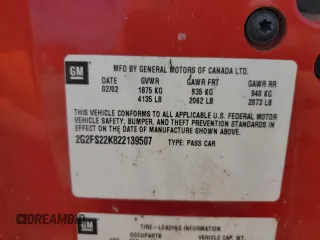 GM
MFD BY GENERAL MOTORS OF CANADA LTD.
DATE GVWR GAWR FRT GAWR RR
02/02 1875 KG 935 KG 940 KG
4135 LB 2062 LB 2073 LB
THIS VEHICLE CONFORMS TO ALL APPLICABLE U.S. FEDERAL MOTOR
VEHICLE SAFETY, BUMPER, AND THEFT PREVENTION STANDARDS IN
EFFECT ON THE DATE OF MANUFACTURE SHOWN ABOVE.
2G2FS22K822139507 TYPE: PASS CAR
GM
TIRE-LOADING INFORMATION
OCCUPANTS VEHICLE CAP. WT.